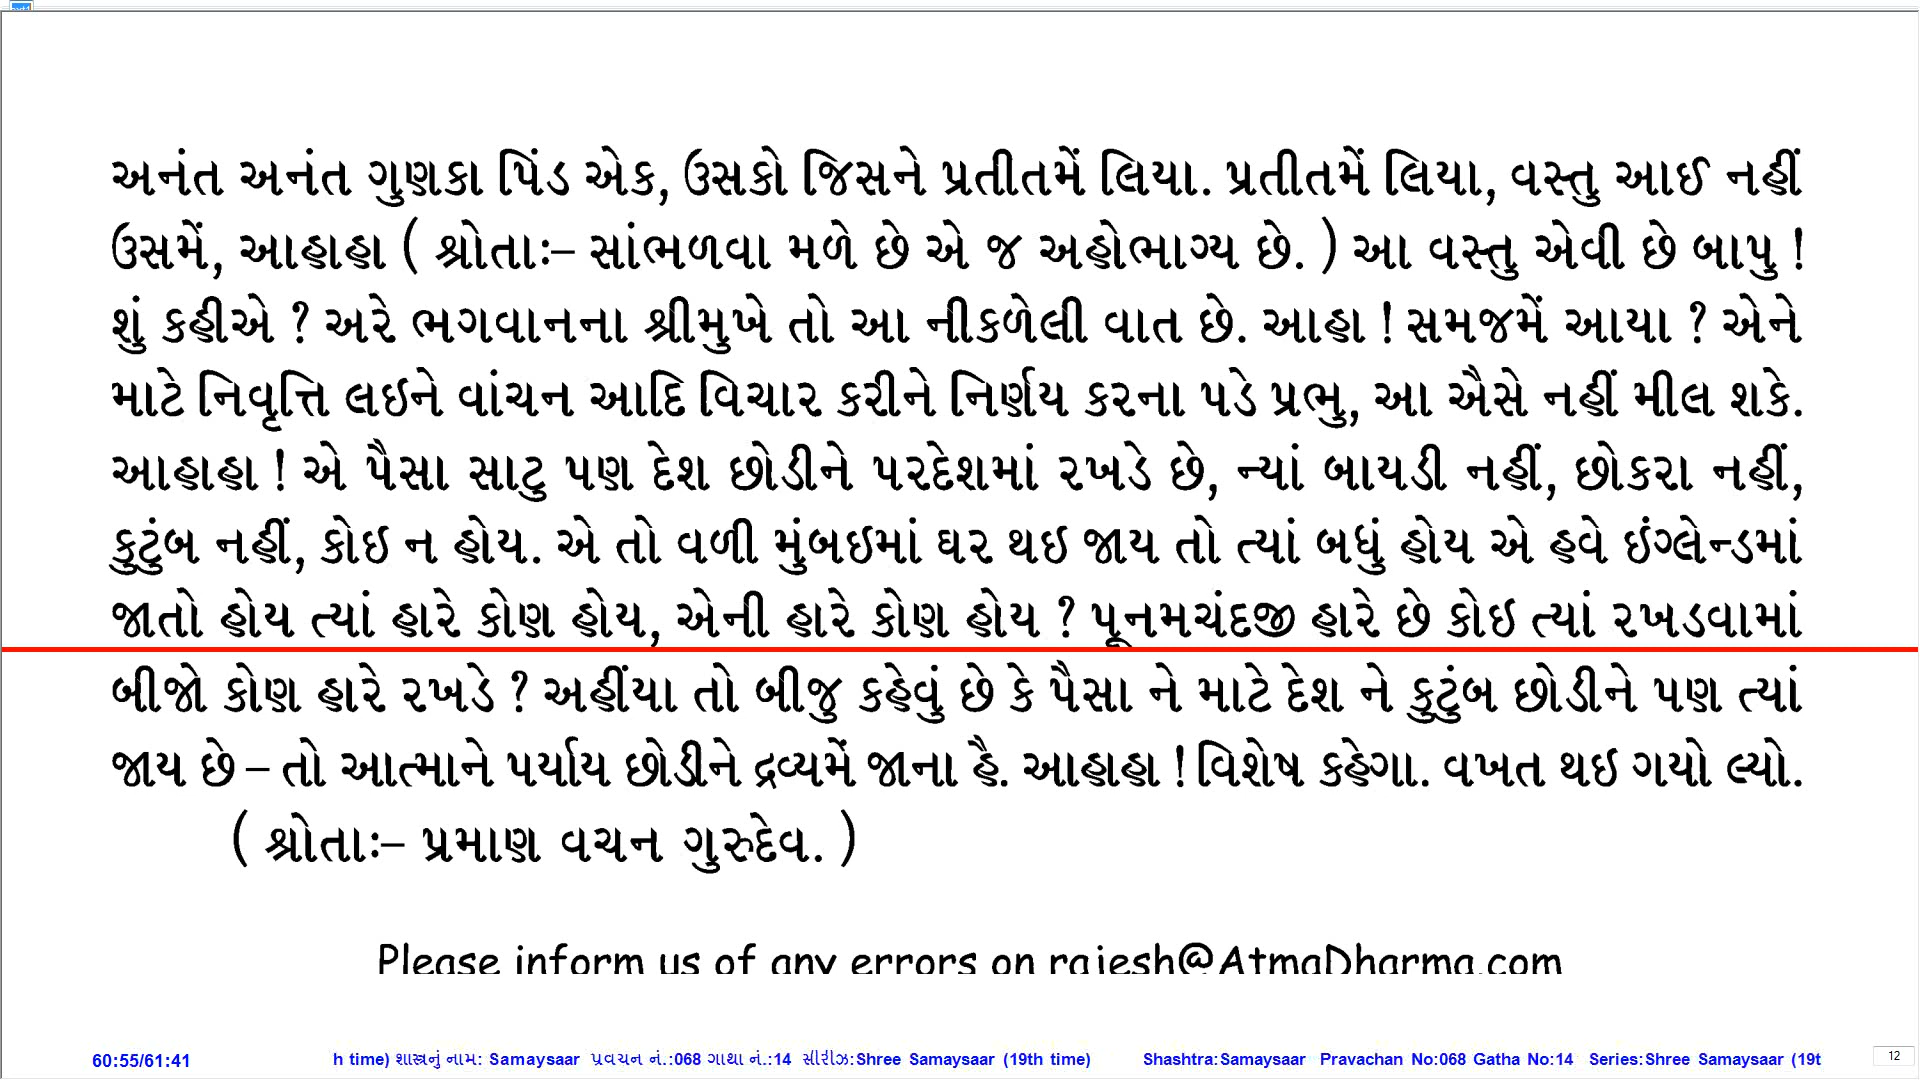 અનંત અનંત ગુણકા પિંડ એક, ઉસકો જિસને પ્રતીતમેં લિયા. પ્રતીતમેં લિયા, વસ્તુ આઈ નહીં
ઉસમેં, આહાહા ( શ્રોતાઃ– સાંભળવા મળે છે એ જ અહોભાગ્ય છે. ) આ વસ્તુ એવી છે બાપુ !
શું કહીએ ? અરે ભગવાનના શ્રીમુખે તો આ નીકળેલી વાત છે. આહા ! સમજમેં આયા ? એને
માટે નિવૃત્તિ લઇને વાંચન આદિ વિચાર કરીને નિર્ણય કરના પડે પ્રભુ, આ ઐસે નહીં મીલ શકે.
આહાહા ! એ પૈસા સાટુ પણ દેશ છોડીને પરદેશમાં રખડે છે, ન્યાં બાયડી નહીં, છોકરા નહીં,
કુટુંબ નહીં, કોઇ ન હોય. એ તો વળી મુંબઇમાં ઘર થઇ જાય તો ત્યાં બધું હોય એ હવે ઇંગ્લેન્ડમાં
જાતો હોય ત્યાં હારે કોણ હોય, એની હારે કોણ હોય ? પૂનમચંદજી હારે છે કોઇ ત્યાં રખડવામાં
બીજો કોણ હારે રખડે ? અહીંયા તો બીજુ કહેવું છે કે પૈસા ને માટે દેશ ને કુટુંબ છોડીને પણ ત્યાં
જાય છે – તો આત્માને પર્યાય છોડીને દ્રવ્યમેં જાના હૈ. આહાહા ! વિશેષ કહેગા. વખત થઇ ગયો લ્યો.
( શ્રોતાઃ– પ્રમાણ વચન ગુરુદેવ. )
Please inform us of any errors on rajesh@AtmaDharma.com
60:55/61:41 h time) શાસ્ત્રનું નામ: Samaysaar પ્રવચન નં.:068 ગાથા નં.:14 સીરીઝ:Shree Samaysaar (19th time) Shashtra:Samaysaar Pravachan No:068 Gatha No:14 Series:Shree Samaysaar (19t 12